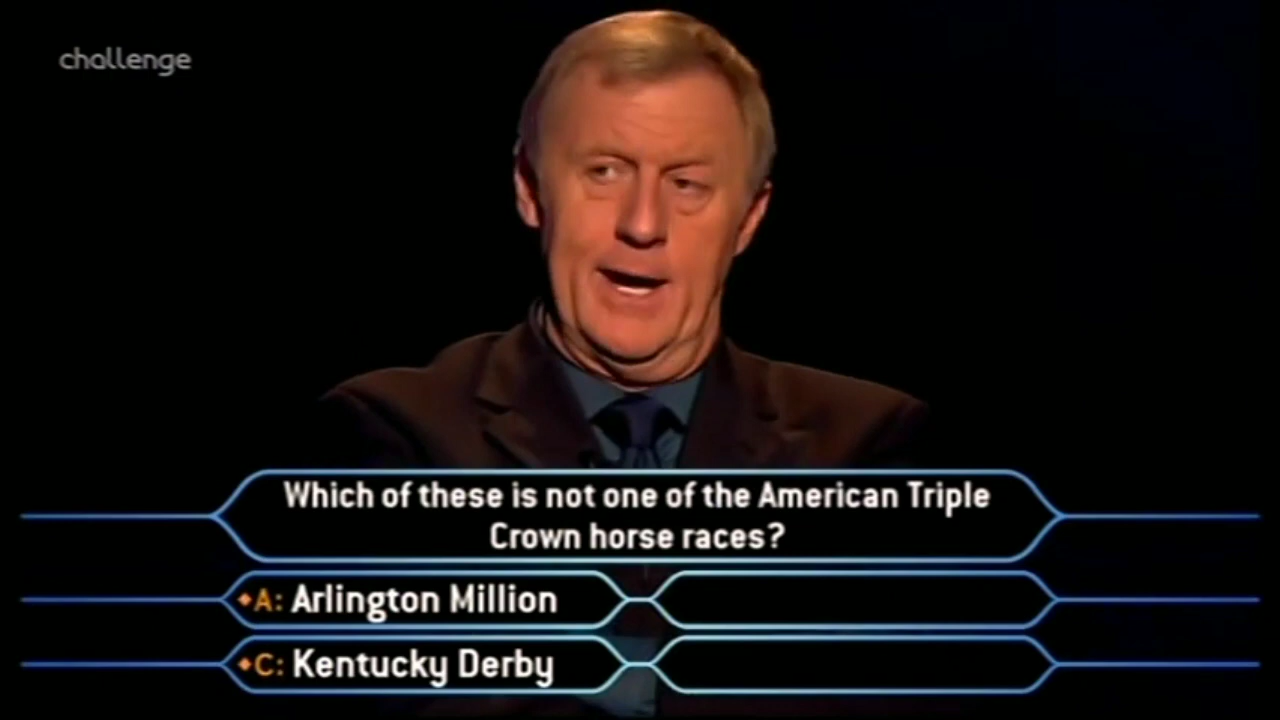 challenge
Which of these is not one of the American Triple
Crown horse races?
A: Arlington Million
C: Kentucky Derby